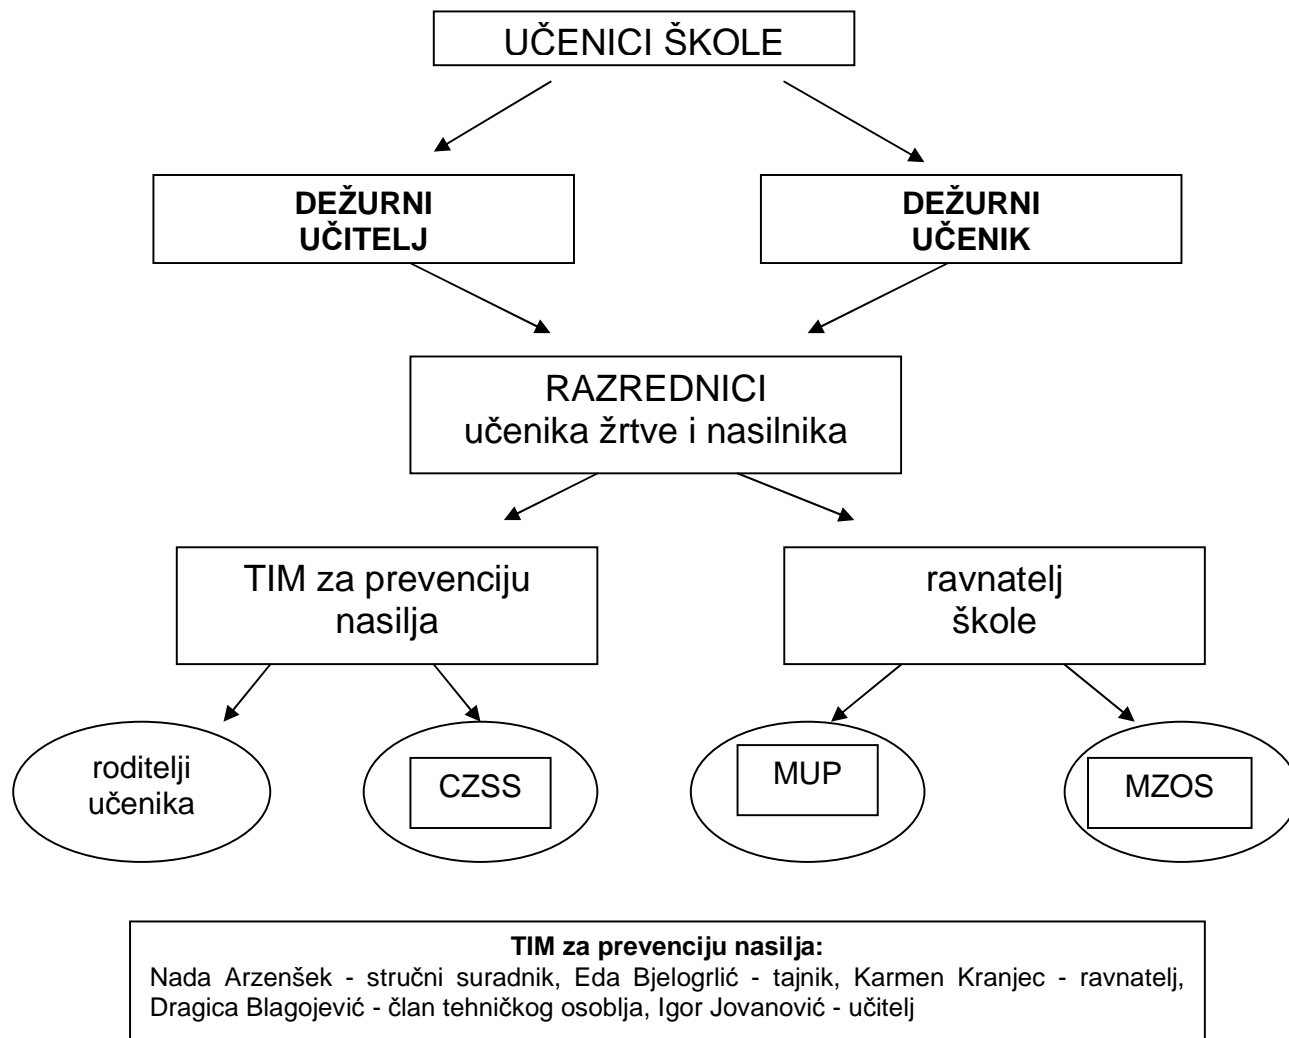 UČENICI ŠKOLE
DEŽURNI
UČITELJ
DEŽURNI
UČENIK
RAZREDNICI
učenika žrtve i nasilnika
TIM za prevenciju
nasilja
ravnatelj
škole
roditelji
učenika
CZSS
MUP
MZOS
TIM za prevenciju nasilja:
Nada Arzenšek - stručni suradnik, Eda Bjelogrlić - tajnik, Karmen Kranjec - ravnatelj,
Dragica Blagojević - član tehničkog osoblja, Igor Jovanović - učitelj